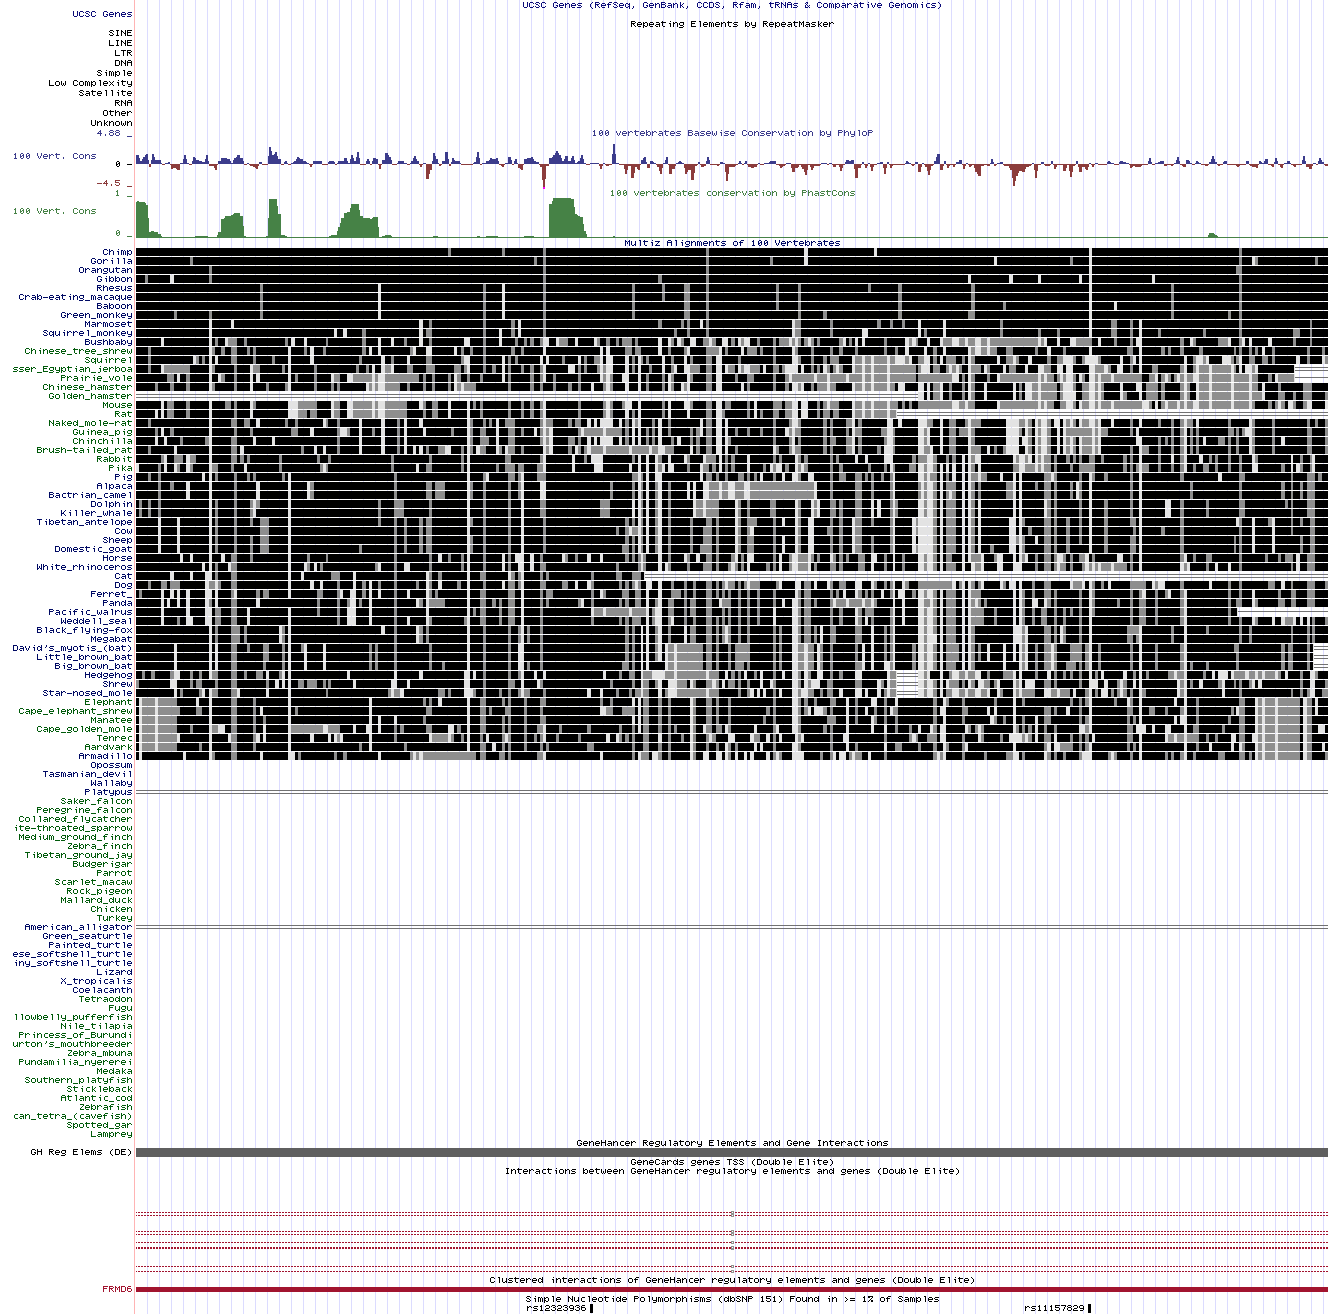 UCSC Genes (RefSeq, GenBank, CCDS, Rfam, tRNAs & Comparative Genomics)
UCSC Genes
Repeating Elements by RepeatMasker
SINE
LINE
LTR
DNA
Simple
Low Complexity
Satellite
RNA
Other
Unknown
4.88 _
100 vertebrates Basewise Conservation by PhyloP
100 Vert. Cons
0 _
-4.5 _
100 vertebrates conservation by PhastCons
1 _
100 Vert. Cons
0 _
Multiz Alignments of 100 Vertebrates
Chimp
Gorilla
Orangutan
Gibbon
Rhesus
Crab-eating_macaque
Baboon
Green_monkey
Marmoset
Squirrel_monkey
Bushbaby
Chinese_tree_shrew
Squirrel
sser_Egyptian_jerboa
Prairie_vole
Chinese_hamster
Golden_hamster
Mouse
Rat
Naked_mole-rat
Guinea_pig
Chinchilla
Brush-tailed_rat
Rabbit
Pika
Pig
Alpaca
Bactrian_camel
Dolphin
Killer_whale
Tibetan_antelope
Cow
Sheep
Domestic_goat
Horse
White_rhinoceros
Cat
Dog
Ferret_
Panda
Pacific_walrus
Weddell_seal
Black_flying-fox
Megabat
David's_myotis_(bat)
Little_brown_bat
Big_brown_bat
Hedgehog
Shrew
Star-nosed_mole
Elephant
Cape_elephant_shrew
Manatee
Cape_golden_mole
Tenrec
Aardvark
Armadillo
Opossum
Tasmanian_devil
Wallaby
Platypus
Saker_falcon
Peregrine_falcon
Collared_flycatcher
ite-throated_sparrow
Medium_ground_finch
Zebra_finch
Tibetan_ground_jay
Budgerigar
Parrot
Scarlet_macaw
Rock_pigeon
Mallard_duck
Chicken
Turkey
American_alligator
Green_seaturtle
Painted_turtle
ese_softshell_turtle
iny_softshell_turtle
Lizard
X_tropicalis
Coelacanth
Tetraodon
Fugu
llowbelly_pufferfish
Nile_tilapia
Princess_of_Burundi
urton's_mouthbreeder
Zebra_mbuna
Pundamilia_nyererei
Medaka
Southern_platyfish
Stickleback
Atlantic_cod
Zebrafish
can_tetra_(cavefish)
Spotted_gar
Lamprey
GeneHancer Regulatory Elements and Gene Interactions
GH Reg Elems (DE)
GeneCards genes TSS (Double Elite)
Interactions between GeneHancer regulatory elements and genes (Double Elite)
Clustered interactions of GeneHancer regulatory elements and genes (Double Elite)
FRMD6
Simple Nucleotide Polymorphisms (dbSNP 151) Found in >= 1% of Samples
rs12323936 rs11157829